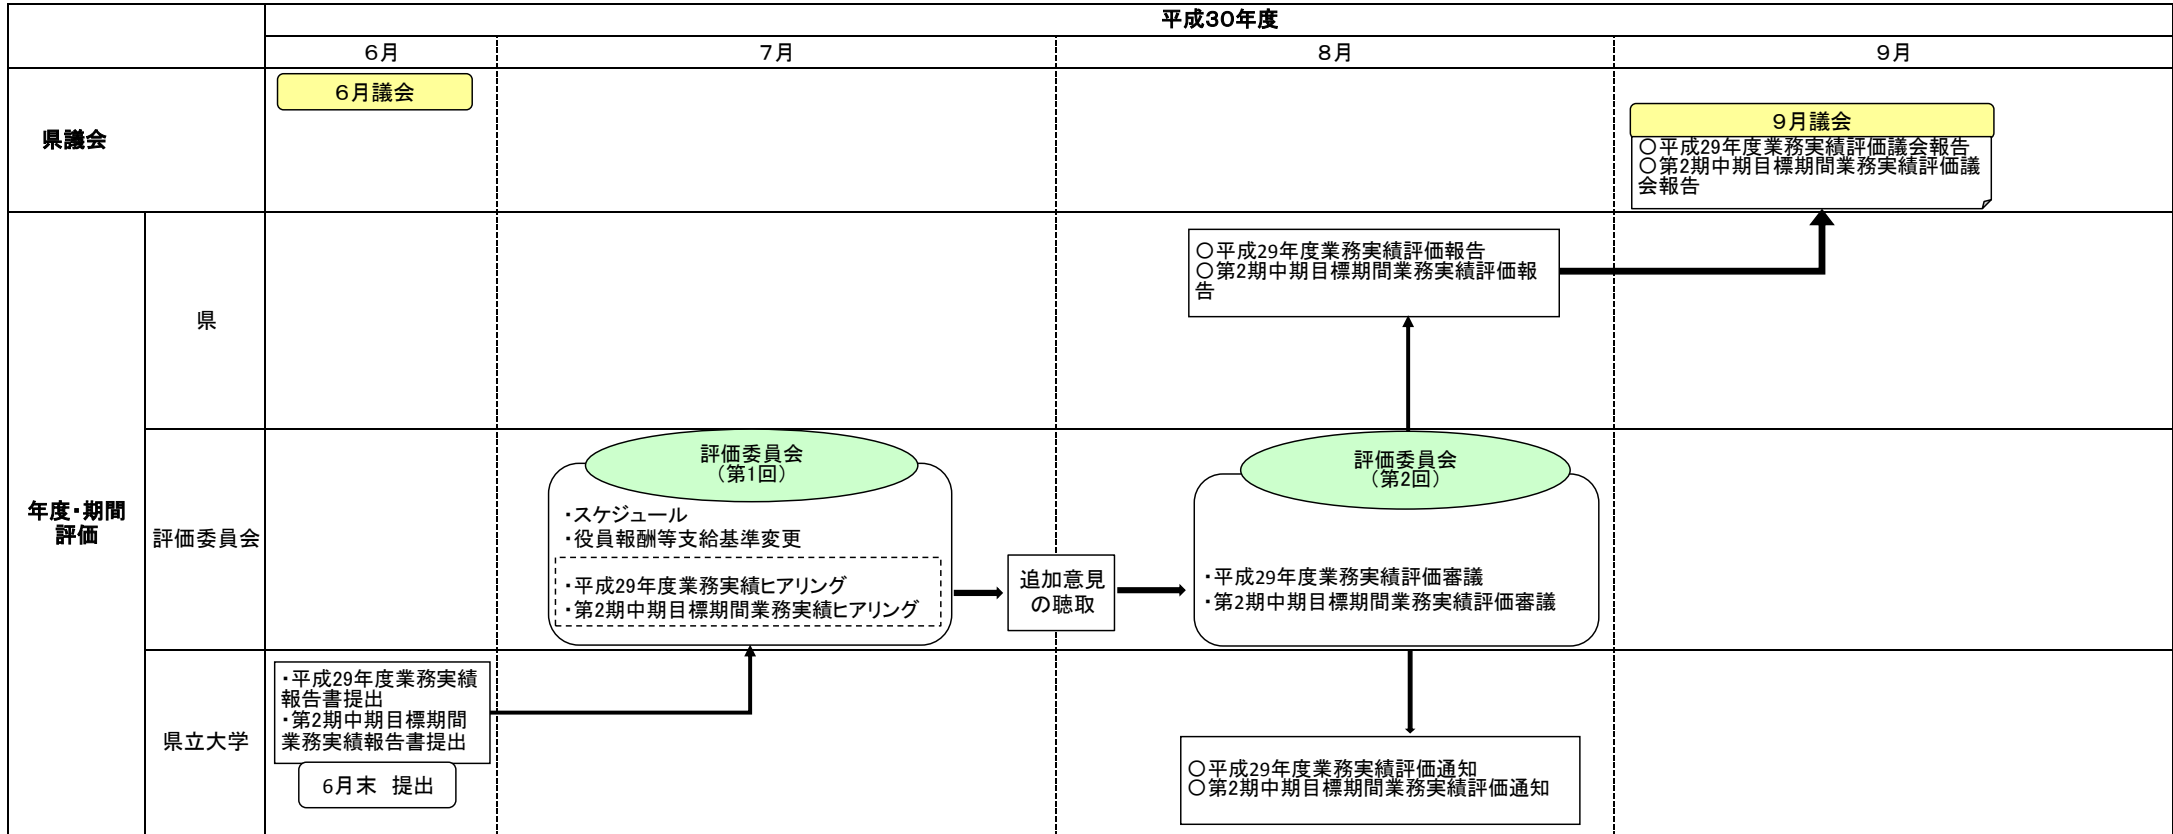 平成30年度
6月
7月
8月
9月
県議会
6月議会
9月議会
○平成29年度業務実績評価議会報告
○第2期中期目標期間業務実績評価議
会報告
年度・期間
評価
県
○平成29年度業務実績評価報告
○第2期中期目標期間業務実績評価報
告
評価委員会
評価委員会
(第1回)
・スケジュール
・役員報酬等支給基準変更
・平成29年度業務実績ヒアリング
・第2期中期目標期間業務実績ヒアリング
追加意見
の聴取
評価委員会
(第2回)
・平成29年度業務実績評価審議
・第2期中期目標期間業務実績評価審議
県立大学
・平成29年度業務実績
報告書提出
・第2期中期目標期間
業務実績報告書提出
6月末 提出
○平成29年度業務実績評価通知
○第2期中期目標期間業務実績評価通知